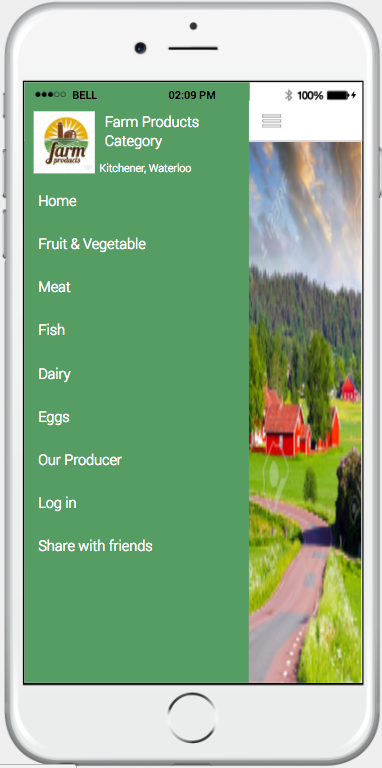 BELL 02:09 PM 100%
farm
products
Farm Products
Category
Kitchener, Waterloo
Home
Fruit & Vegetable
Meat
Fish
Dairy
Eggs
Our Producer
Log in
Share with friends